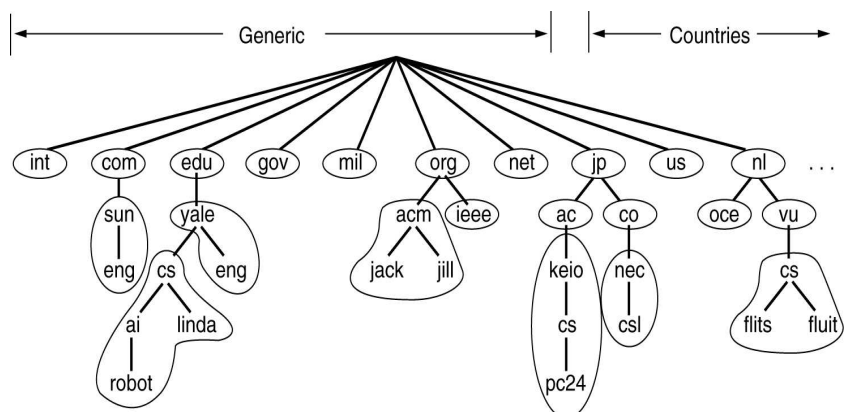 Generic Countries
int com edu gov mil org net jp us nl ...
sun yale acm ieee ac co oce vu
eng cs eng jack jill keio nec cs
ai linda cs csl flits fluit
robot pc24